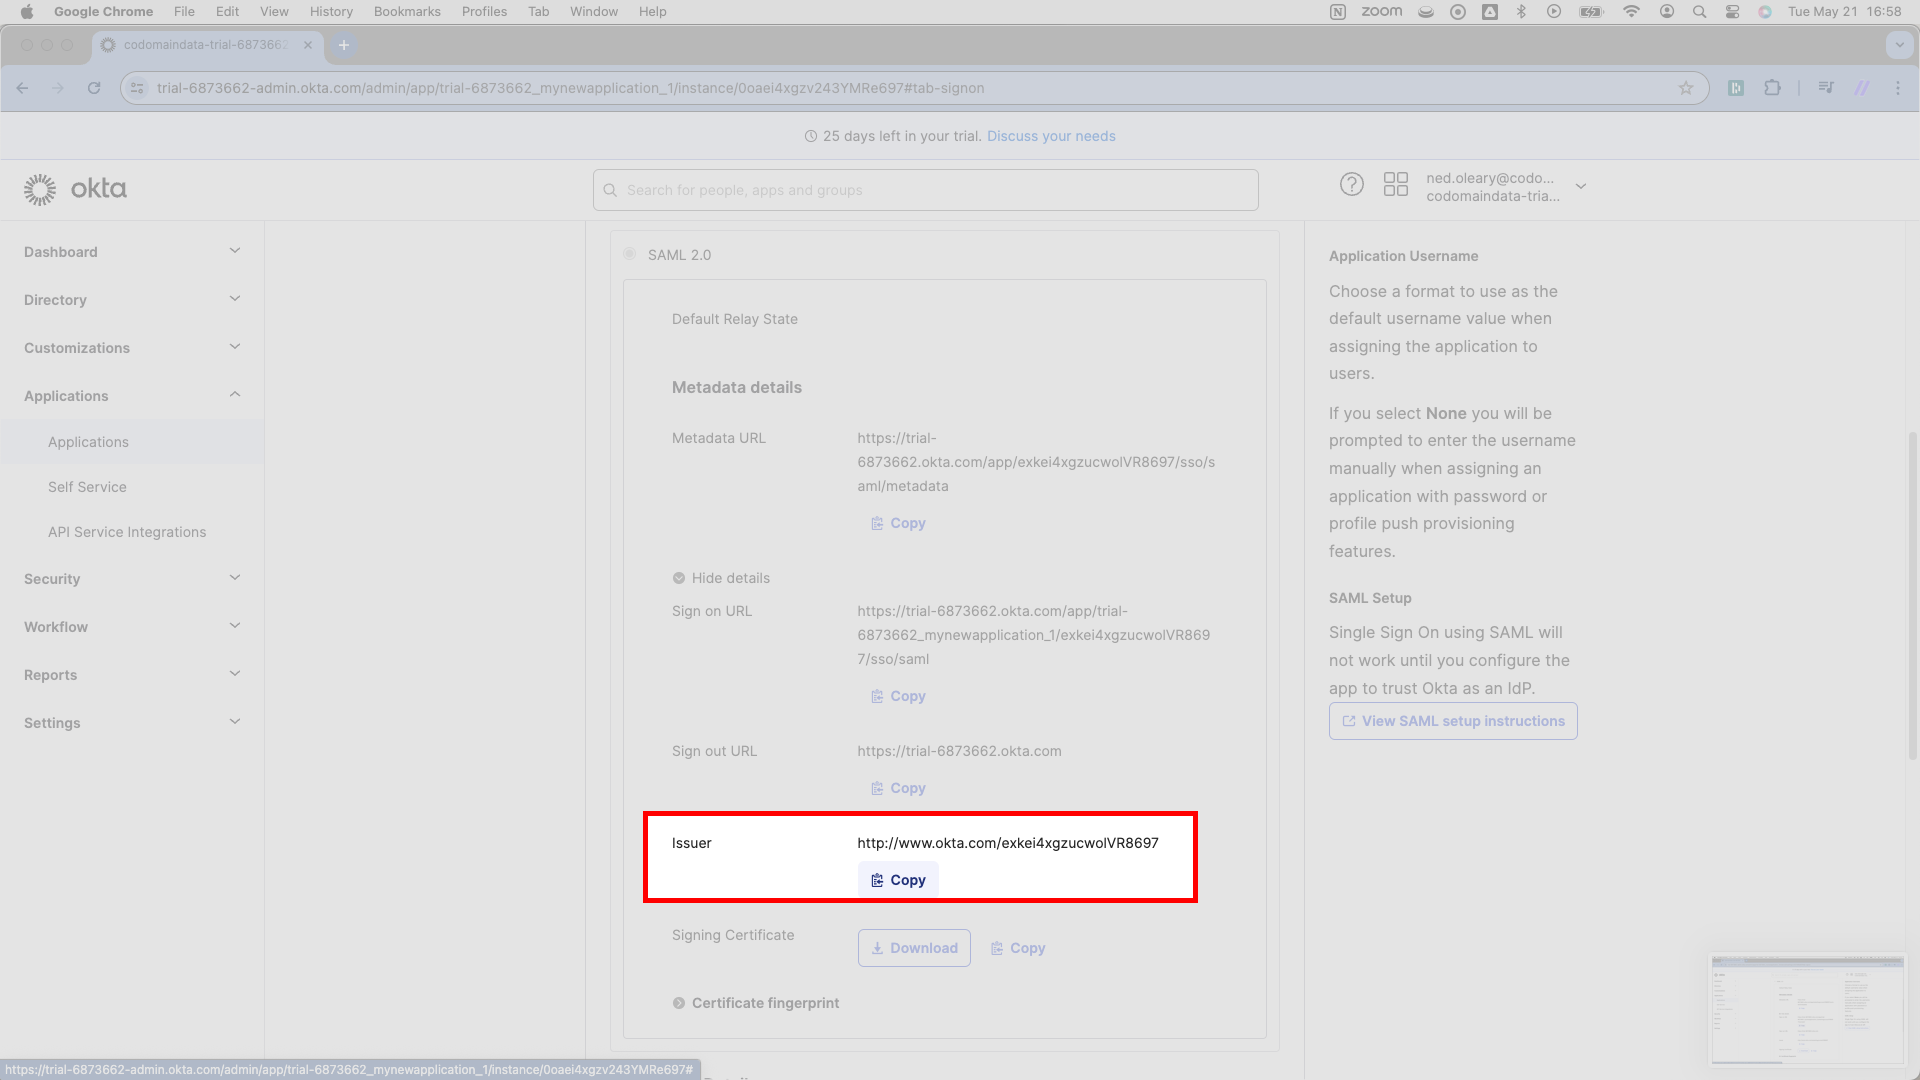 Google Chrome File Edit View History Bookmarks Profiles Tab Window Help zoom Tue May 21 16:58
codomaindata-trial-6873662
trial-6873662-admin.okta.com/admin/app/trial-6873662_mynewapplication_1/instance/0oaei4xgzv243YMRe697#tab-signon
25 days left in your trial. Discuss your needs
okta
Search for people, apps and groups
ned.oleary@codo...
codomaindata-tria...
Dashboard
Directory
Customizations
Applications
Applications
Self Service
API Service Integrations
Security
Workflow
Reports
Settings
SAML 2.0
Default Relay State
Metadata details
Metadata URL
https://trial-
6873662.okta.com/app/exkei4xgzucwolVR8697/sso/s
aml/metadata
Copy
Hide details
Sign on URL
https://trial-6873662.okta.com/app/trial-
6873662_mynewapplication_1/exkei4xgzucwolVR869
7/sso/saml
Copy
Sign out URL
https://trial-6873662.okta.com
Copy
Issuer
http://www.okta.com/exkei4xgzucwolVR8697
Copy
Signing Certificate
Download Copy
Certificate fingerprint
Application Username
Choose a format to use as the
default username value when
assigning the application to
users.
If you select None you will be
prompted to enter the username
manually when assigning an
application with password or
profile push provisioning
features.
SAML Setup
Single Sign On using SAML will
not work until you configure the
app to trust Okta as an IdP.
View SAML setup instructions
https://trial-6873662-admin.okta.com/admin/app/trial-6873662_mynewapplication_1/instance/0oaei4xgzv243YMRe697#